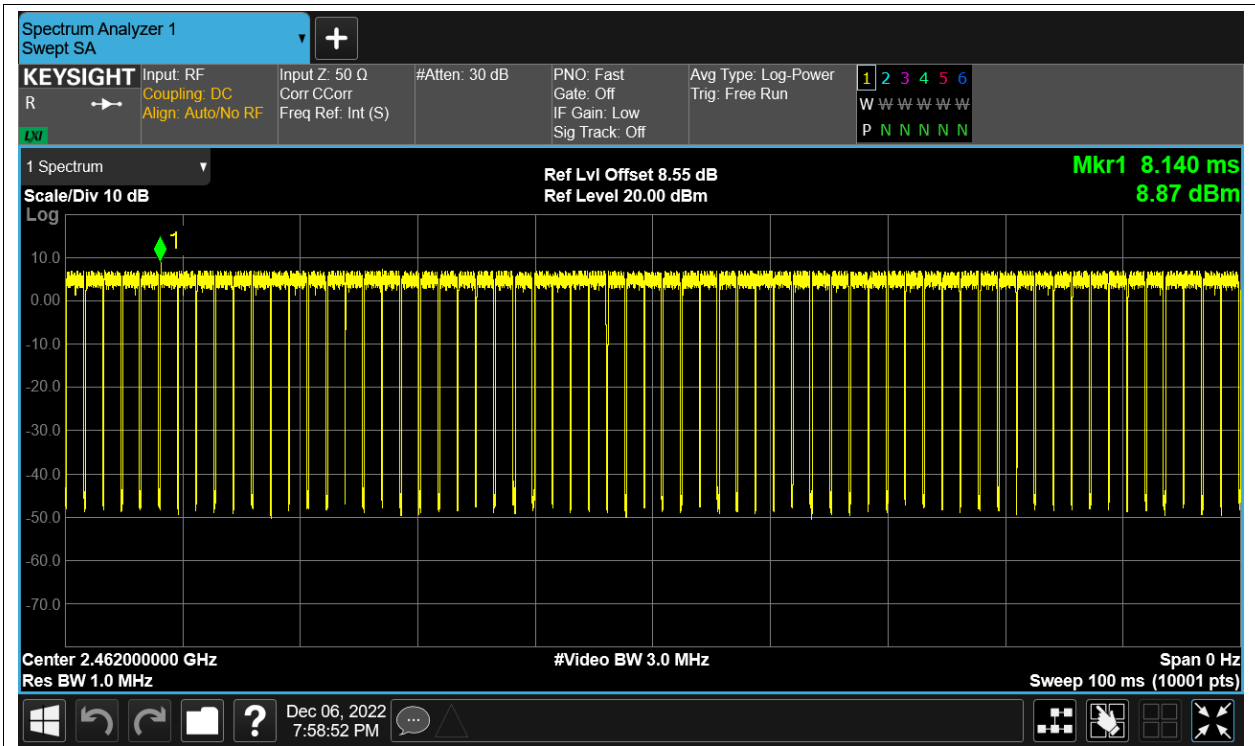 Spectrum Analyzer 1
Swept SA
KEYSIGHT
R
LXI
Input: RF
Coupling: DC
Align: Auto/No RF
Input Z: 50 Ω
Corr CCorr
Freq Ref: Int (S)
#Atten: 30 dB
PNO: Fast
Gate: Off
IF Gain: Low
Sig Track: Off
Avg Type: Log-Power
Trig: Free Run
1 2 3 4 5 6
W W W W W W
P N N N N N
1 Spectrum
Scale/Div 10 dB
Ref Lvl Offset 8.55 dB
Ref Level 20.00 dBm
Mkr1 8.140 ms
8.87 dBm
Log
1
10.0
0.00
-10.0
-20.0
-30.0
-40.0
-50.0
-60.0
-70.0
Center 2.462000000 GHz
Res BW 1.0 MHz
#Video BW 3.0 MHz
Span 0 Hz
Sweep 100 ms (10001 pts)
?
Dec 06, 2022
7:58:52 PM